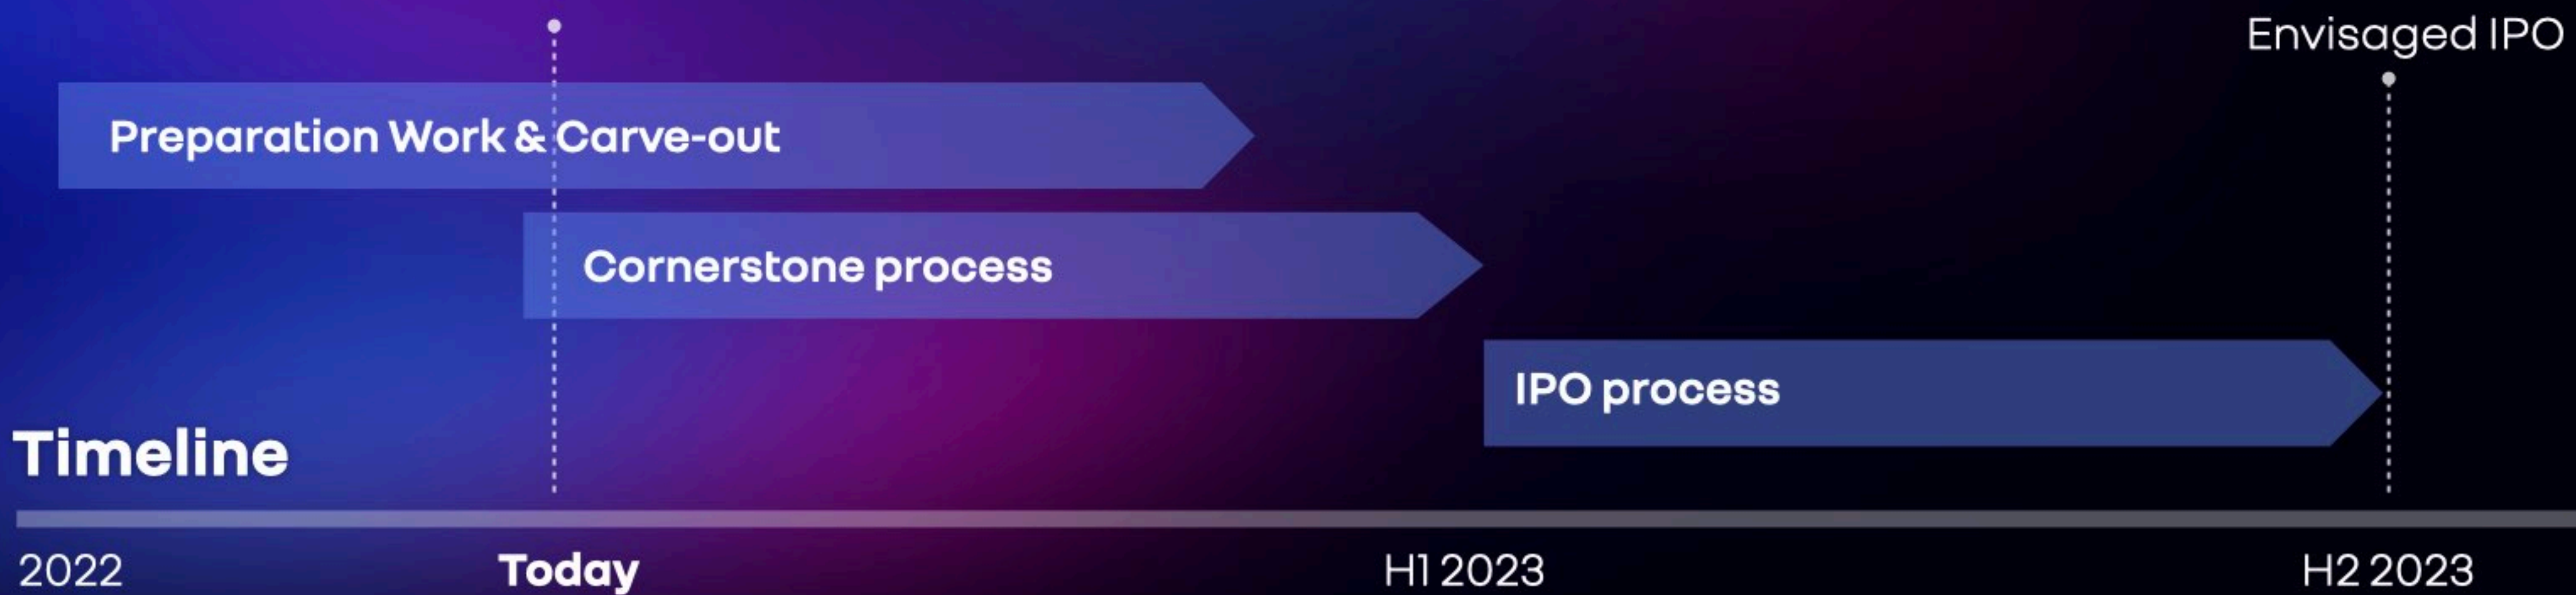 Envisaged IPO
Preparation Work & Carve-out
Cornerstone process
IPO process
Timeline
2022
Today
H1 2023
H2 2023